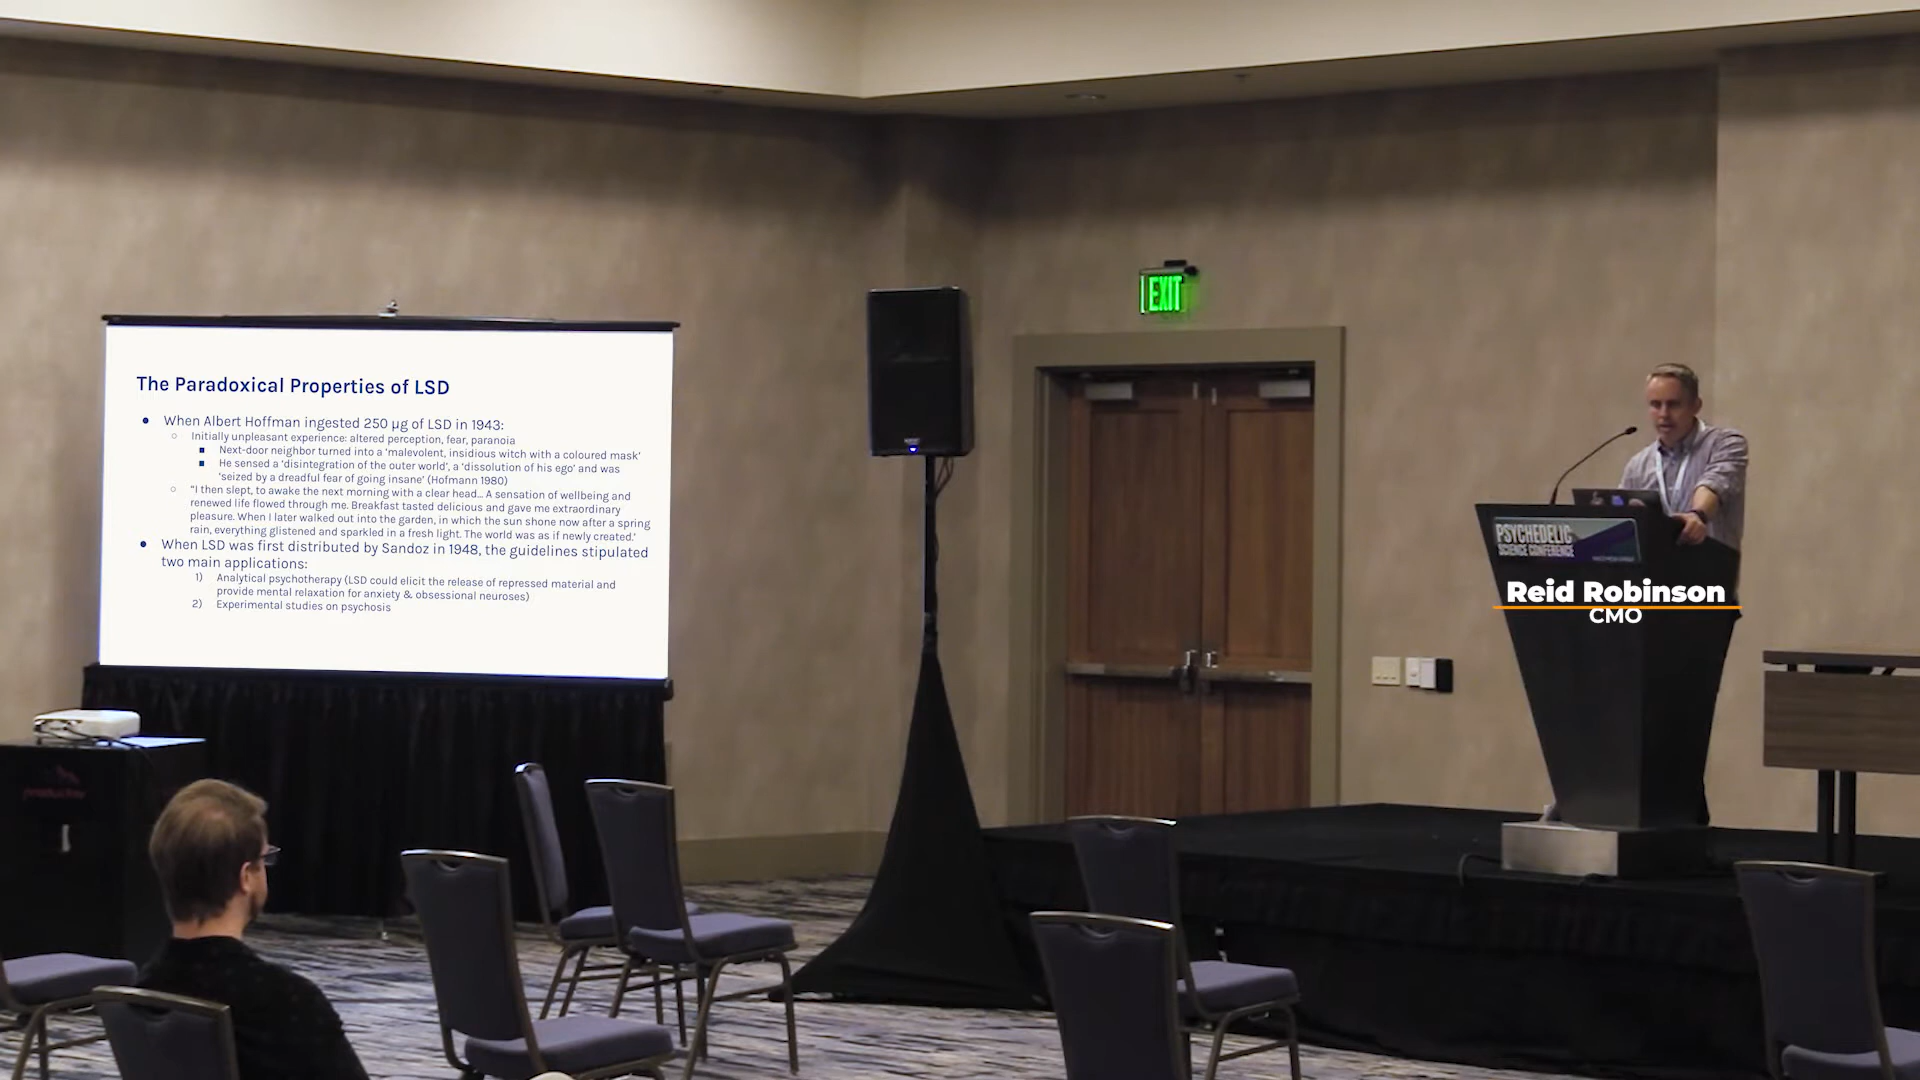 The Paradoxical Properties of LSD
● When Albert Hoffman ingested 250 µg of LSD in 1943:
○ Initially unpleasant experience: altered perception, fear, paranoia
■ Next-door neighbor turned into a ‘malevolent, insidious witch with a coloured mask’
■ He sensed a ‘disintegration of the outer world’, a ‘dissolution of his ego’ and was
‘seized by a dreadful fear of going insane’ (Hofmann 1980)
○ “I then slept, to awake the next morning with a clear head… A sensation of wellbeing and
renewed life flowed through me. Breakfast tasted delicious and gave me extraordinary
pleasure. When I later walked out into the garden, in which the sun shone now after a spring
rain, everything glistened and sparkled in a fresh light. The world was as if newly created.’
● When LSD was first distributed by Sandoz in 1948, the guidelines stipulated
two main applications:
1) Analytical psychotherapy (LSD could elicit the release of repressed material and
provide mental relaxation for anxiety & obsessional neuroses)
2) Experimental studies on psychosis
EXIT
PSYCHEDELIC
SCIENCE CONFERENCE
Reid Robinson
CMO